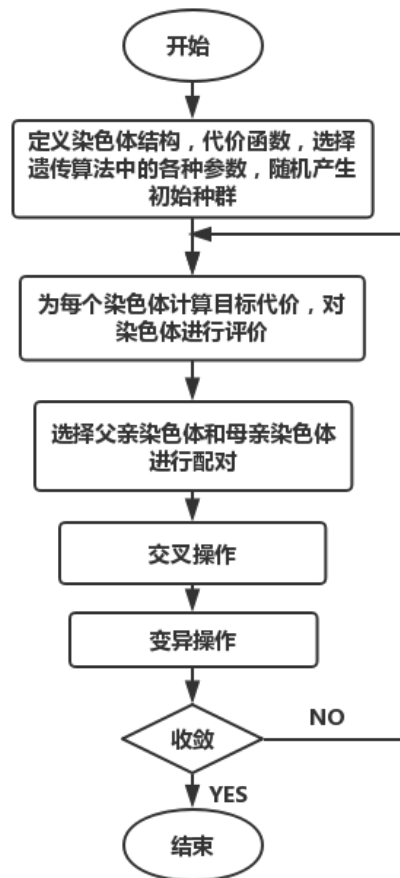 开始
定义染色体结构，代价函数，选择
遗传算法中的各种参数，随机产生
初始种群
为每个染色体计算目标代价，对
染色体进行评价
选择父亲染色体和母亲染色体
进行配对
交叉操作
变异操作
收敛
NO
YES
结束